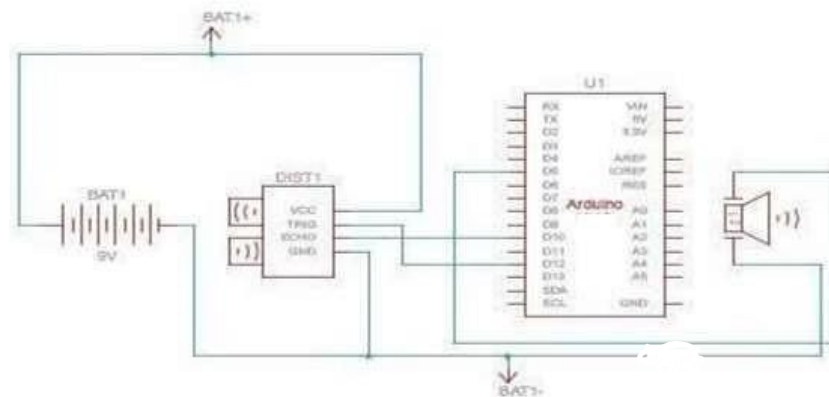 BAT1+
BAT1
9V
DIST1
VCC
TRIG
ECHO
GND
U1
Arduino
RX
TX
D2
D3
D4
D5
D6
D7
D8
D9
D10
D11
D12
D13
SDA
SCL
VIN
5V
3.3V
AREF
IOREF
RES
A0
A1
A2
A3
A4
A5
GND
BAT1-